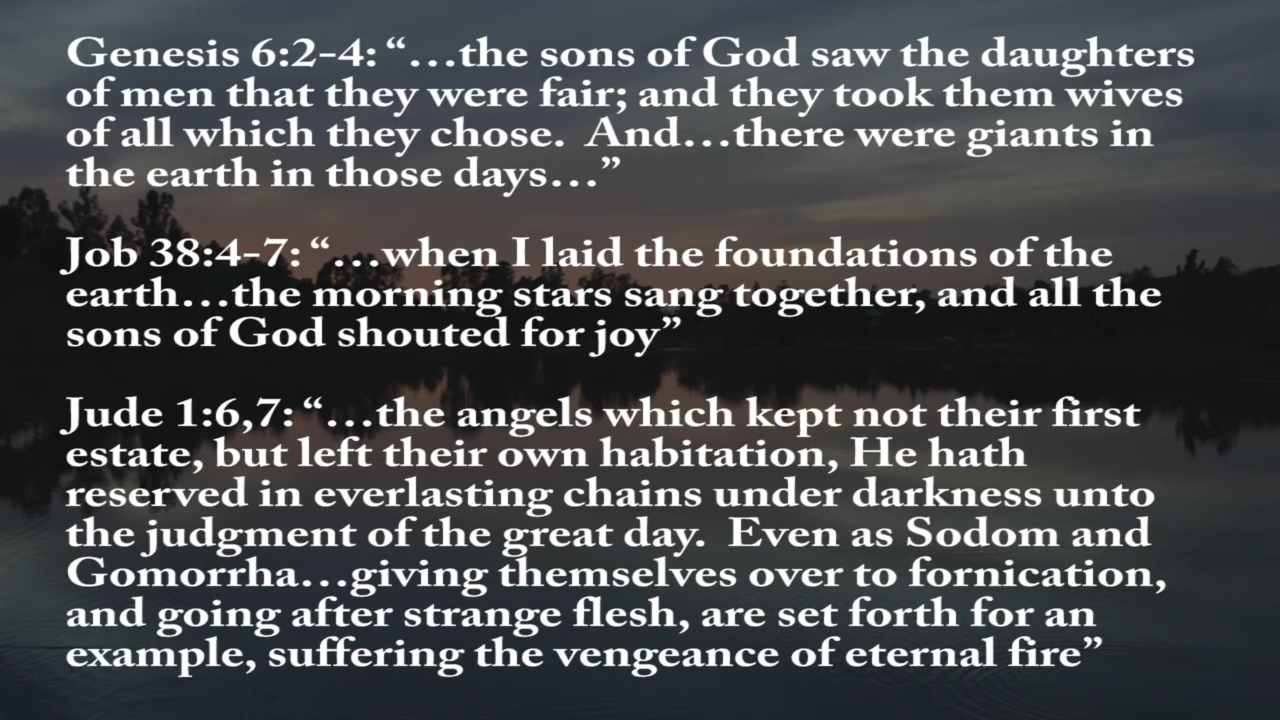 Genesis 6:2-4: “…the sons of God saw the daughters
of men that they were fair; and they took them wives
of all which they chose.  And…there were giants in
the earth in those days…”
Job 38:4-7: “…when I laid the foundations of the
earth…the morning stars sang together, and all the
sons of God shouted for joy”
Jude 1:6,7: “…the angels which kept not their first
estate, but left their own habitation, He hath
reserved in everlasting chains under darkness unto
the judgment of the great day.  Even as Sodom and
Gomorrha…giving themselves over to fornication,
and going after strange flesh, are set forth for an
example, suffering the vengeance of eternal fire”